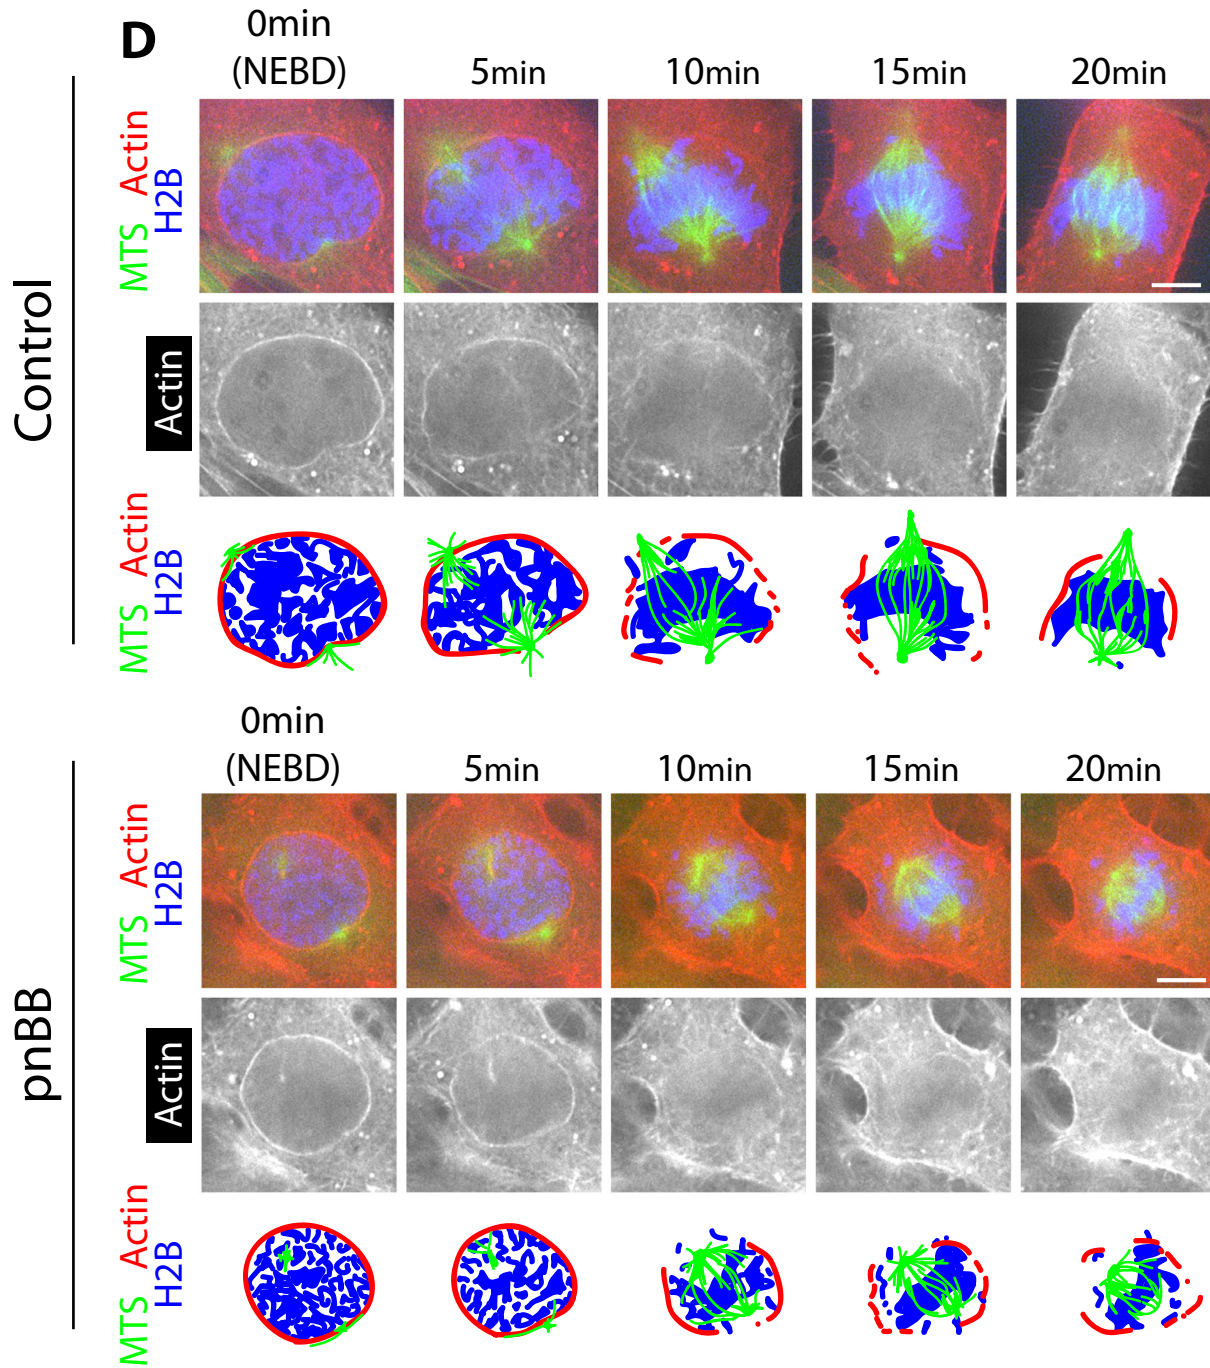 D
0min
(NEBD)
5min
10min
15min
20min
Control
MTS Actin
H2B
Actin
MTS Actin
H2B
0min
(NEBD)
5min
10min
15min
20min
pnBB
MTS Actin
H2B
Actin
MTS Actin
H2B